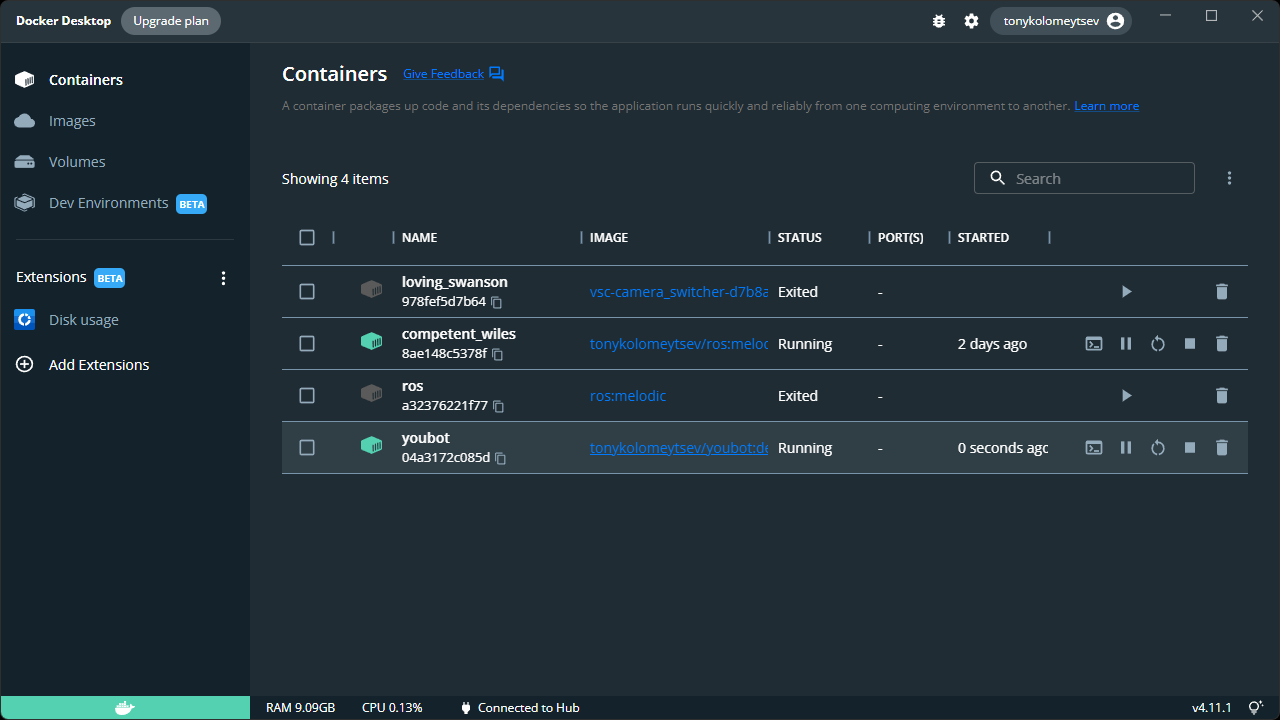 Docker Desktop Upgrade plan tonykolomeytsev
Containers
Images
Volumes
Dev Environments BETA
Extensions BETA
Disk usage
Add Extensions
Containers Give Feedback
A container packages up code and its dependencies so the application runs quickly and reliably from one computing environment to another. Learn more
Showing 4 items Search
NAME IMAGE STATUS PORT(S) STARTED
loving_swanson
978fef5d7b64 vsc-camera_switcher-d7b8a Exited -
competent_wiles
8ae148c5378f tonykolomeytsev/ros:meloc Running - 2 days ago
ros
a32376221f77 ros:melodic Exited -
youbot
04a3172c085d tonykolomeytsev/youbot:de Running - 0 seconds agc
RAM 9.09GB CPU 0.13% Connected to Hub v4.11.1